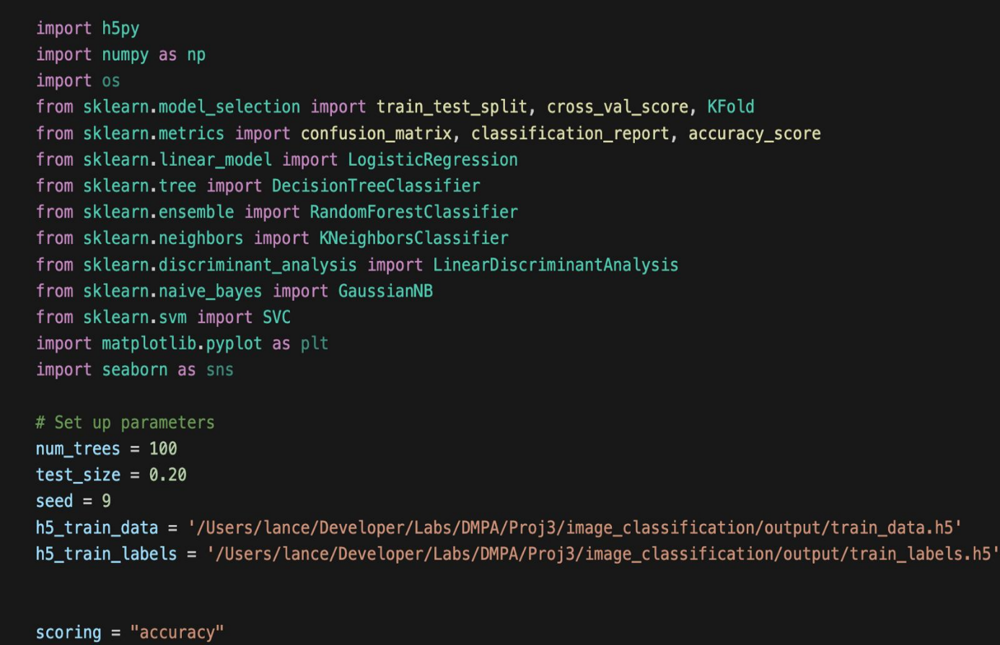 import h5py
import numpy as np
import os
from sklearn.model_selection import train_test_split, cross_val_score, KFold
from sklearn.metrics import confusion_matrix, classification_report, accuracy_score
from sklearn.linear_model import LogisticRegression
from sklearn.tree import DecisionTreeClassifier
from sklearn.ensemble import RandomForestClassifier
from sklearn.neighbors import KNeighborsClassifier
from sklearn.discriminant_analysis import LinearDiscriminantAnalysis
from sklearn.naive_bayes import GaussianNB
from sklearn.svm import SVC
import matplotlib.pyplot as plt
import seaborn as sns
# Set up parameters
num_trees = 100
test_size = 0.20
seed = 9
h5_train_data = '/Users/lance/Developer/Labs/DMPA/Proj3/image_classification/output/train_data.h5'
h5_train_labels = '/Users/lance/Developer/Labs/DMPA/Proj3/image_classification/output/train_labels.h5'
scoring = "accuracy"